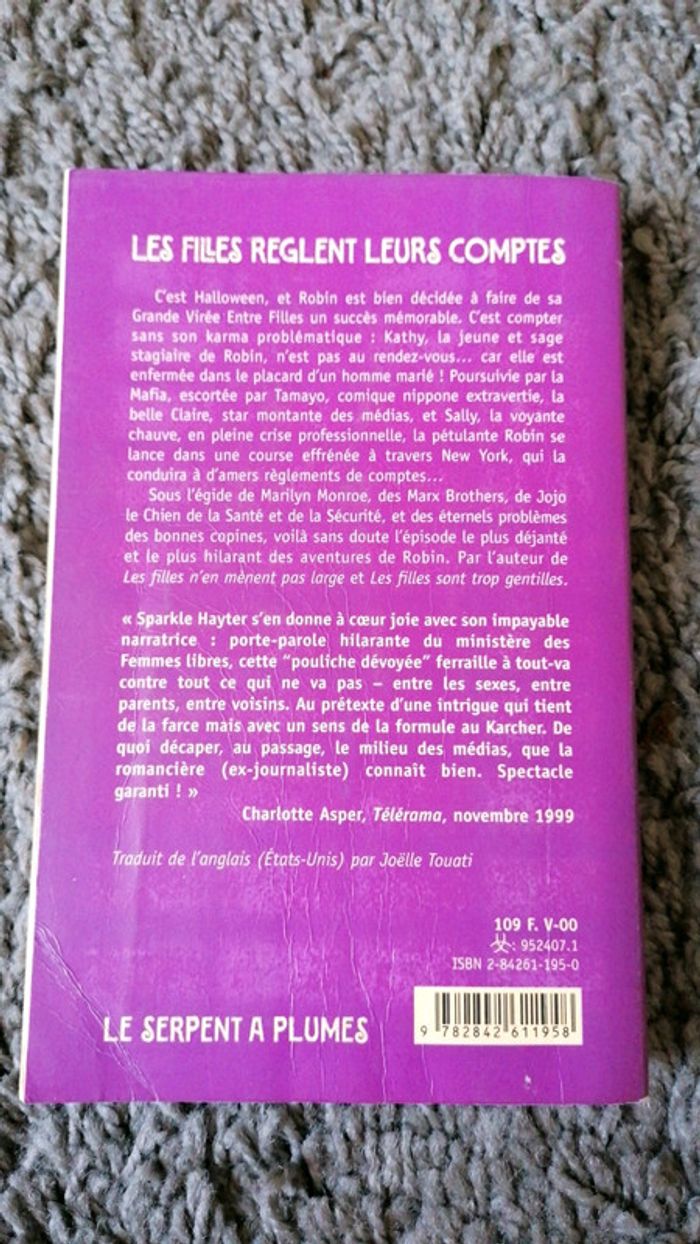 LES FILLES REGLENT LEURS COMPTES
C'est Halloween, et Robin est bien décidée à faire de sa
Grande Virée Entre Filles un succès mémorable. C'est compter
sans son karma problématique : Kathy, la jeune et sage
stagiaire de Robin, n'est pas au rendez-vous... car elle est
enfermée dans le placard d'un homme marié ! Poursuivie par la
Mafia, escortée par Tamayo, comique nippone extravertie, la
belle Claire, star montante des médias, et Sally, la voyante
chauve, en pleine crise professionnelle, la pétulante Robin se
lance dans une course effrénée à travers New York, qui la
conduira à d'amers règlements de comptes...
Sous l'égide de Marilyn Monroe, des Marx Brothers, de Jojo
le Chien de la Santé et de la Sécurité, et des éternels problèmes
des bonnes copines, voilà sans doute l'épisode le plus déjanté
et le plus hilarant des aventures de Robin. Par l'auteur de
Les filles n'en mènent pas large et Les filles sont trop gentilles.
« Sparkle Hayter s'en donne à cœur joie avec son impayable
narratrice : porte-parole hilarante du ministère des
Femmes libres, cette "pouliche dévoyée" ferraille à tout-va
contre tout ce qui ne va pas – entre les sexes, entre
parents, entre voisins. Au prétexte d'une intrigue qui tient
de la farce mais avec un sens de la formule au Karcher. De
quoi décaper, au passage, le milieu des médias, que la
romancière (ex-journaliste) connaît bien. Spectacle
garanti ! »
Charlotte Asper, Télérama, novembre 1999
Traduit de l'anglais (États-Unis) par Joëlle Touati
109 F. V-00
: 952407.1
ISBN 2-84261-195-0
9 782842 611958
LE SERPENT A PLUMES